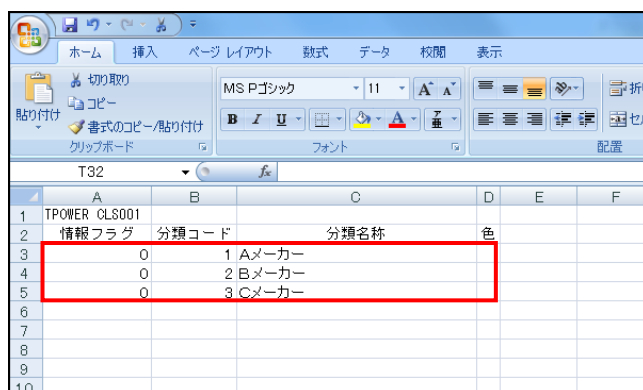 ホーム 挿入 ページ レイアウト 数式 データ 校閲 表示
貼り付け
切り取り
コピー
書式のコピー/貼り付け
クリップボード
MS Pゴシック 11 A A
B I U A 亜
フォント
折
セ
配置
T32 fx
A B C D E F
1 TPOWER CLS001
2 情報フラグ 分類コード 分類名称 色
3 0 1 Aメーカー
4 0 2 Bメーカー
5 0 3 Cメーカー
6
7
8
9
10